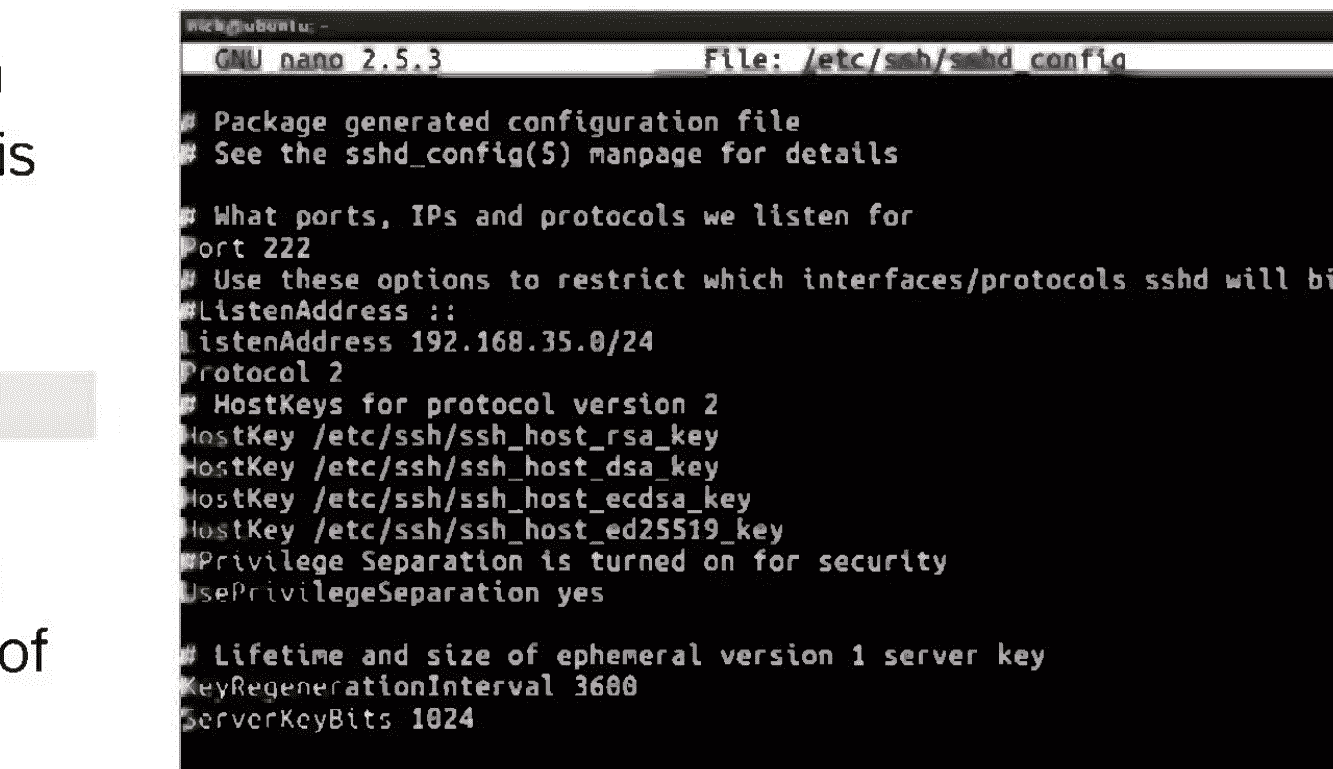 is
of
nick@ubuntu: ~
GNU nano 2.5.3 File: /etc/ssh/sshd_config
# Package generated configuration file
# See the sshd_config(5) manpage for details
# What ports, IPs and protocols we listen for
Port 222
# Use these options to restrict which interfaces/protocols sshd will bi
#ListenAddress ::
ListenAddress 192.168.35.0/24
Protocol 2
# HostKeys for protocol version 2
HostKey /etc/ssh/ssh_host_rsa_key
HostKey /etc/ssh/ssh_host_dsa_key
HostKey /etc/ssh/ssh_host_ecdsa_key
HostKey /etc/ssh/ssh_host_ed25519_key
#Privilege Separation is turned on for security
UsePrivilegeSeparation yes
# Lifetime and size of ephemeral version 1 server key
KeyRegenerationInterval 3600
ServerKeyBits 1024